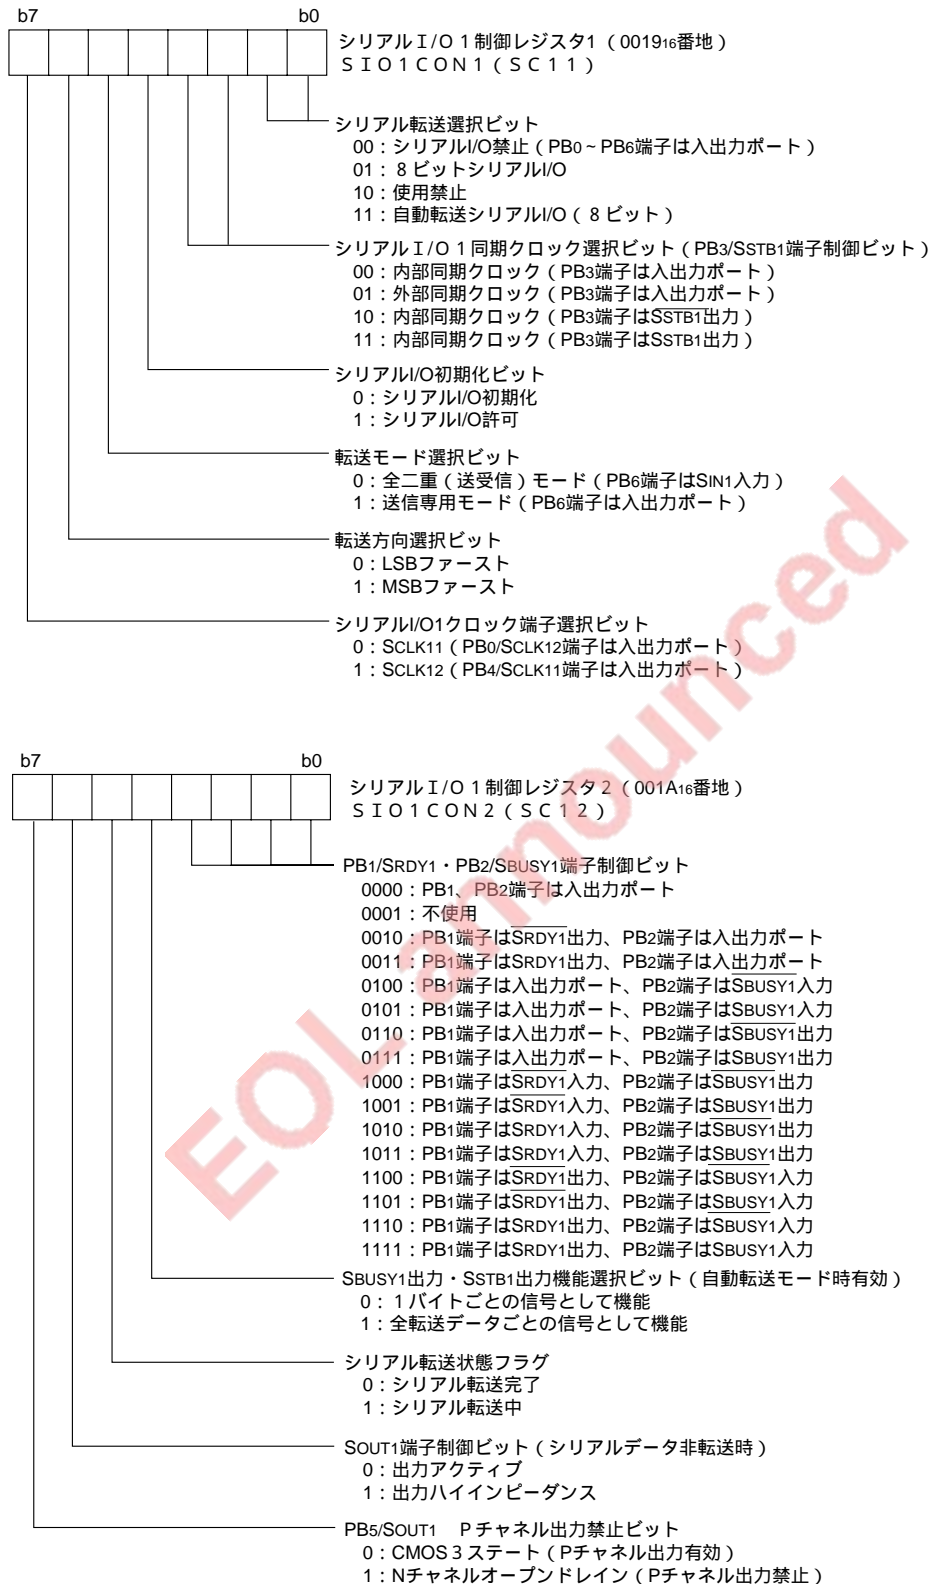 b7 b0
シリアルI/O1制御レジスタ1（001916番地）
SIO1CON1(SC11)
シリアル転送選択ビット
00：シリアルI/O禁止（PB0～PB6端子は入出力ポート）
01：8ビットシリアルI/O
10：使用禁止
11：自動転送シリアルI/O（8ビット）
シリアルI/O1同期クロック選択ビット（PB3/SSTB1端子制御ビット）
00：内部同期クロック（PB3端子は入出力ポート）
01：外部同期クロック（PB3端子は入出力ポート）
10：内部同期クロック（PB3端子はS̅S̅T̅B̅1̅出力）
11：内部同期クロック（PB3端子はSSTB1出力）
シリアルI/O初期化ビット
0：シリアルI/O初期化
1：シリアルI/O許可
転送モード選択ビット
0：全二重（送受信）モード（PB6端子はSIN1入力）
1：送信専用モード（PB6端子は入出力ポート）
転送方向選択ビット
0：LSBファースト
1：MSBファースト
シリアルI/O1クロック端子選択ビット
0：SCLK11（PB0/SCLK12端子は入出力ポート）
1：SCLK12（PB4/SCLK11端子は入出力ポート）
b7 b0
シリアルI/O1制御レジスタ2（001A16番地）
SIO1CON2(SC12)
PB1/SRDY1・PB2/SBUSY1端子制御ビット
0000：PB1、PB2端子は入出力ポート
0001：不使用
0010：PB1端子はS̅R̅D̅Y̅1̅出力、PB2端子は入出力ポート
0011：PB1端子はSRDY1出力、PB2端子は入出力ポート
0100：PB1端子は入出力ポート、PB2端子はS̅B̅U̅S̅Y̅1̅入力
0101：PB1端子は入出力ポート、PB2端子はSBUSY1入力
0110：PB1端子は入出力ポート、PB2端子はS̅B̅U̅S̅Y̅1̅出力
0111：PB1端子は入出力ポート、PB2端子はSBUSY1出力
1000：PB1端子はS̅R̅D̅Y̅1̅入力、PB2端子はS̅B̅U̅S̅Y̅1̅出力
1001：PB1端子はS̅R̅D̅Y̅1̅入力、PB2端子はSBUSY1出力
1010：PB1端子はSRDY1入力、PB2端子はS̅B̅U̅S̅Y̅1̅出力
1011：PB1端子はSRDY1入力、PB2端子はSBUSY1出力
1100：PB1端子はS̅R̅D̅Y̅1̅出力、PB2端子はS̅B̅U̅S̅Y̅1̅入力
1101：PB1端子はS̅R̅D̅Y̅1̅出力、PB2端子はSBUSY1入力
1110：PB1端子はSRDY1出力、PB2端子はS̅B̅U̅S̅Y̅1̅入力
1111：PB1端子はSRDY1出力、PB2端子はSBUSY1入力
SBUSY1出力・SSTB1出力機能選択ビット（自動転送モード時有効）
0：1バイトごとの信号として機能
1：全転送データごとの信号として機能
シリアル転送状態フラグ
0：シリアル転送完了
1：シリアル転送中
SOUT1端子制御ビット（シリアルデータ非転送時）
0：出力アクティブ
1：出力ハイインピーダンス
PB5/SOUT1 Pチャネル出力禁止ビット
0：CMOS3ステート（Pチャネル出力有効）
1：Nチャネルオープンドレイン（Pチャネル出力禁止）
EOL announced